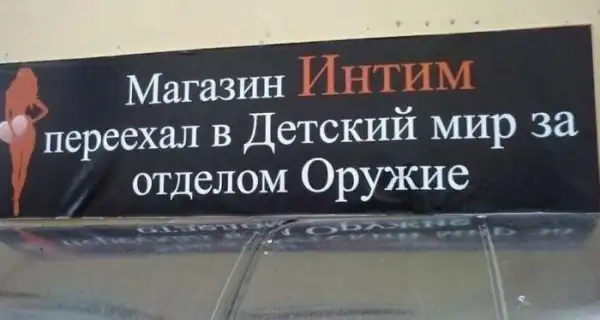 Магазин Интим
переехал в Детский мир за
отделом Оружие